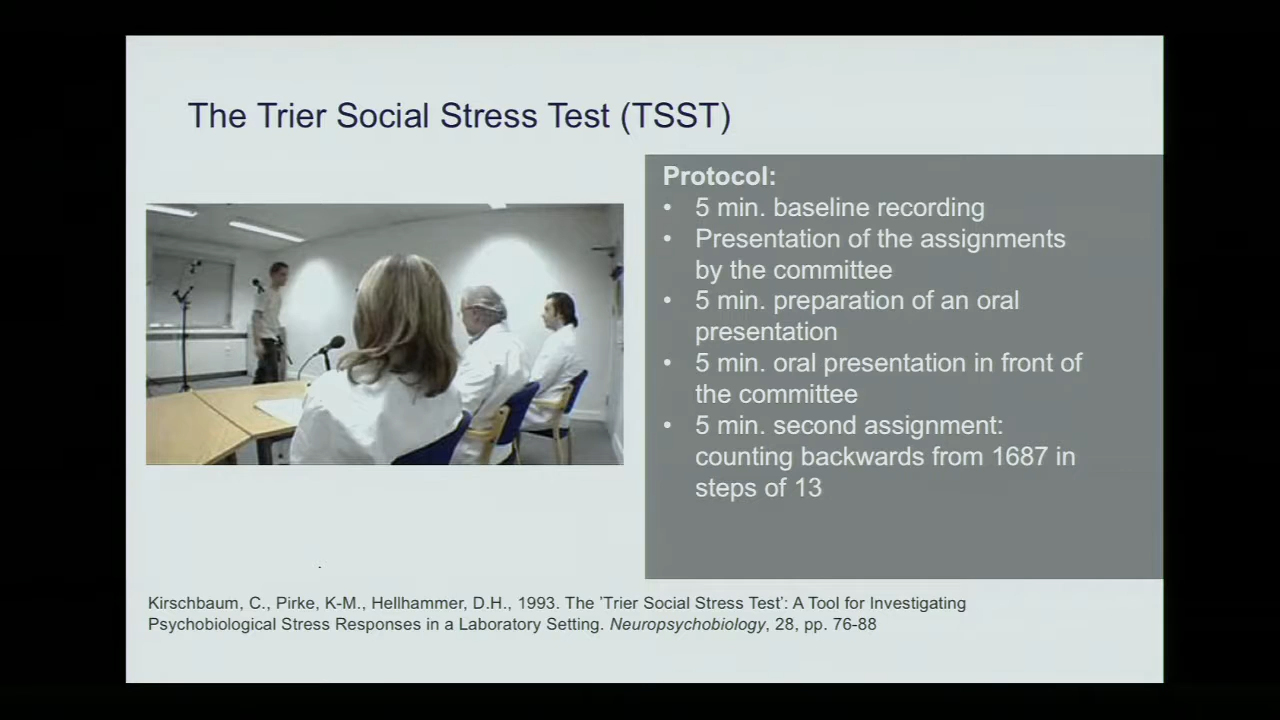 The Trier Social Stress Test (TSST)
Protocol:
• 5 min. baseline recording
• Presentation of the assignments
by the committee
• 5 min. preparation of an oral
presentation
• 5 min. oral presentation in front of
the committee
• 5 min. second assignment:
counting backwards from 1687 in
steps of 13
Kirschbaum, C., Pirke, K-M., Hellhammer, D.H., 1993. The ’Trier Social Stress Test’: A Tool for Investigating
Psychobiological Stress Responses in a Laboratory Setting. Neuropsychobiology, 28, pp. 76-88